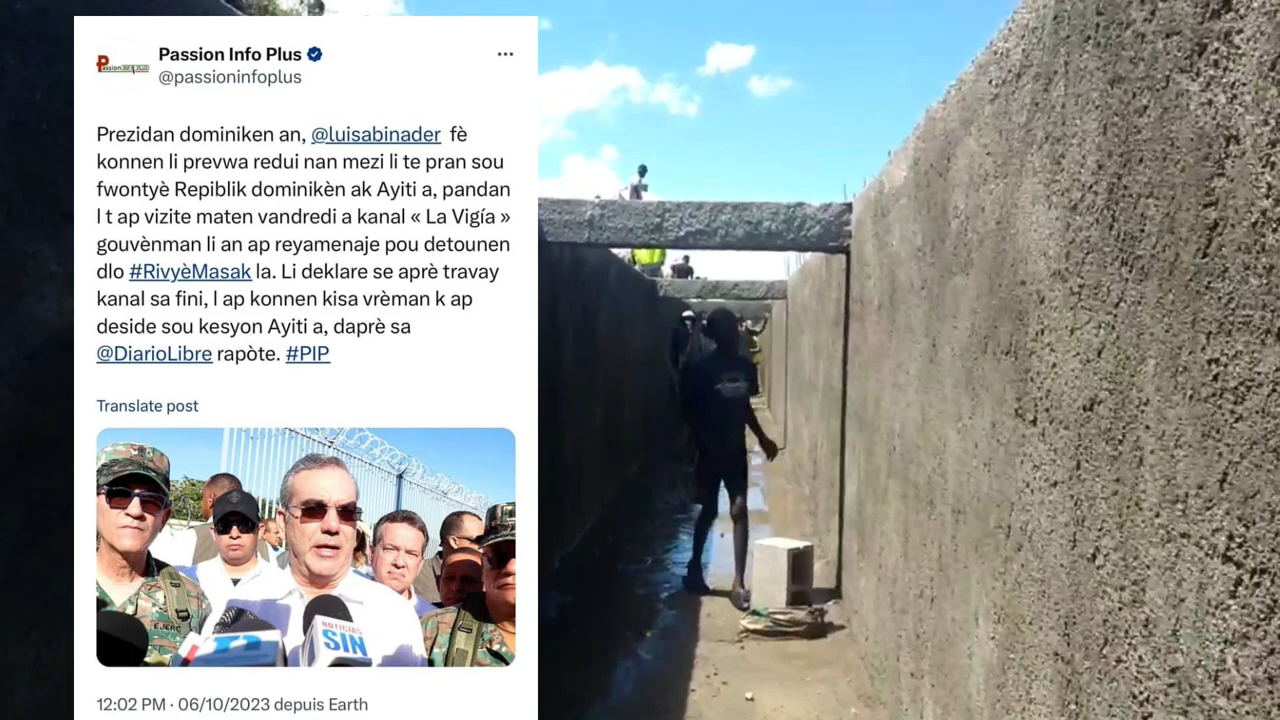 Passion Info Plus
@passioninfoplus
Prezidan dominiken an, @luisabinader fè
konnen li prevwa redui nan mezi li te pran sou
fwontyè Repiblik dominikèn ak Ayiti a, pandan
l t ap vizite maten vandredi a kanal « La Vigía »
gouvènman li an ap reyamenaje pou detounen
dlo #RivyèMasak la. Li deklare se aprè travay
kanal sa fini, l ap konnen kisa vrèman k ap
deside sou kesyon Ayiti a, daprè sa
@DiarioLibre rapòte. #PIP
Translate post
EJERC
NOTICIAS
SIN
12:02 PM · 06/10/2023 depuis Earth